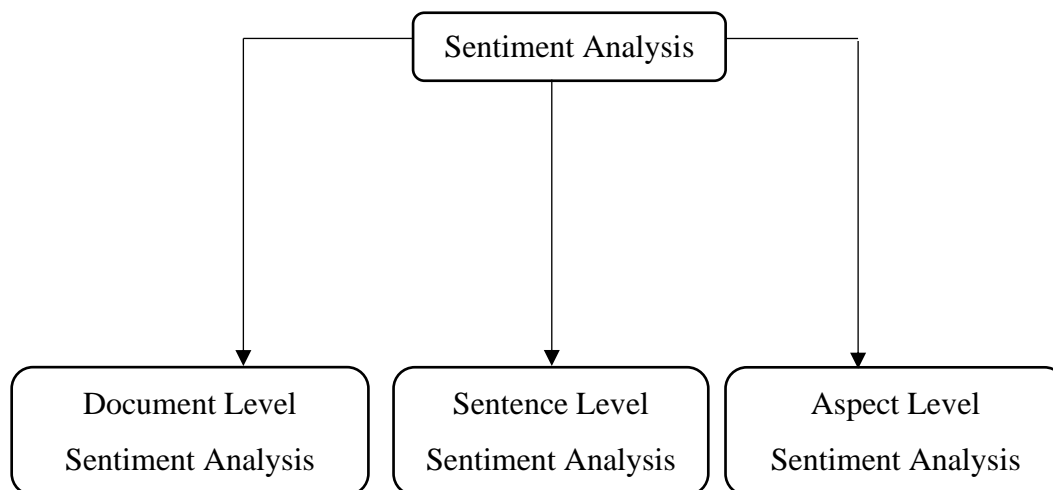 Sentiment Analysis
Document Level
Sentiment Analysis
Sentence Level
Sentiment Analysis
Aspect Level
Sentiment Analysis